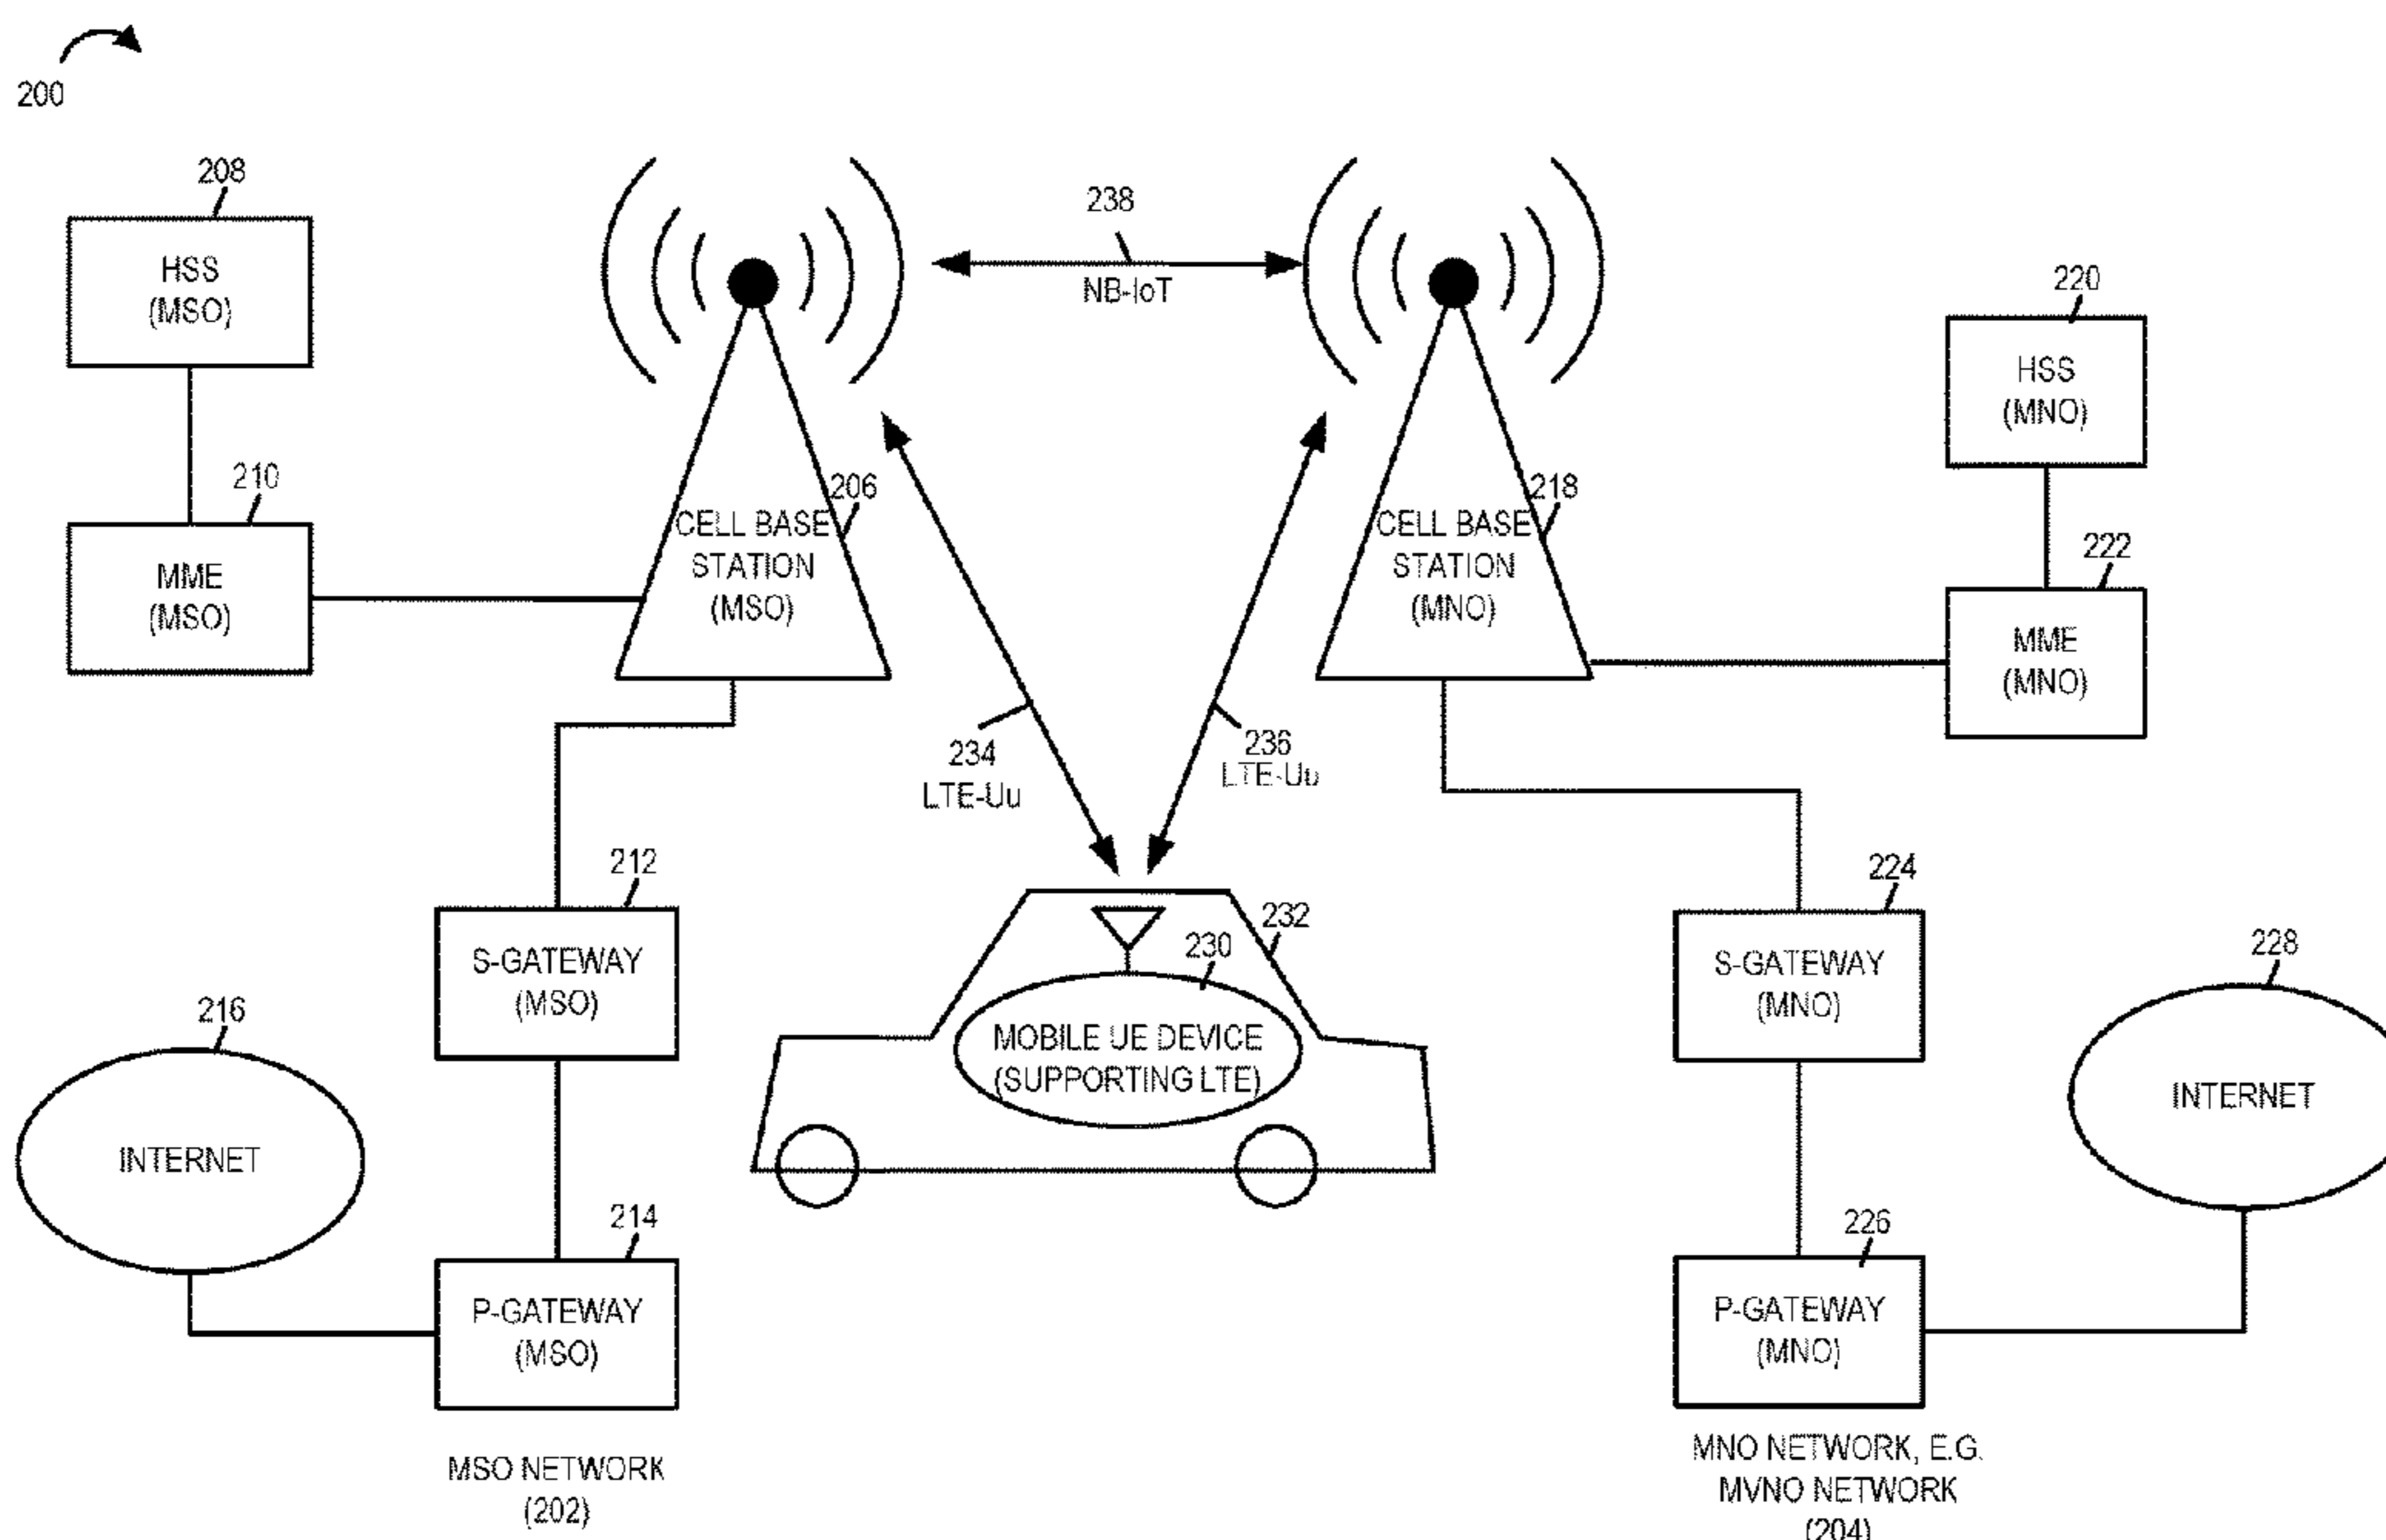 200
208
HSS
(MSO)
210
MME
(MSO)
206
CELL BASE
STATION
(MSO)
238
NB-IoT
218
CELL BASE
STATION
(MNO)
220
HSS
(MNO)
222
MME
(MNO)
234
LTE-Uu
236
LTE-Uu
212
S-GATEWAY
(MSO)
216
INTERNET
214
P-GATEWAY
(MSO)
232
230
MOBILE UE DEVICE
(SUPPORTING LTE)
224
S-GATEWAY
(MNO)
228
INTERNET
226
P-GATEWAY
(MNO)
MSO NETWORK
(202)
MNO NETWORK, E.G.
MVNO NETWORK
(204)